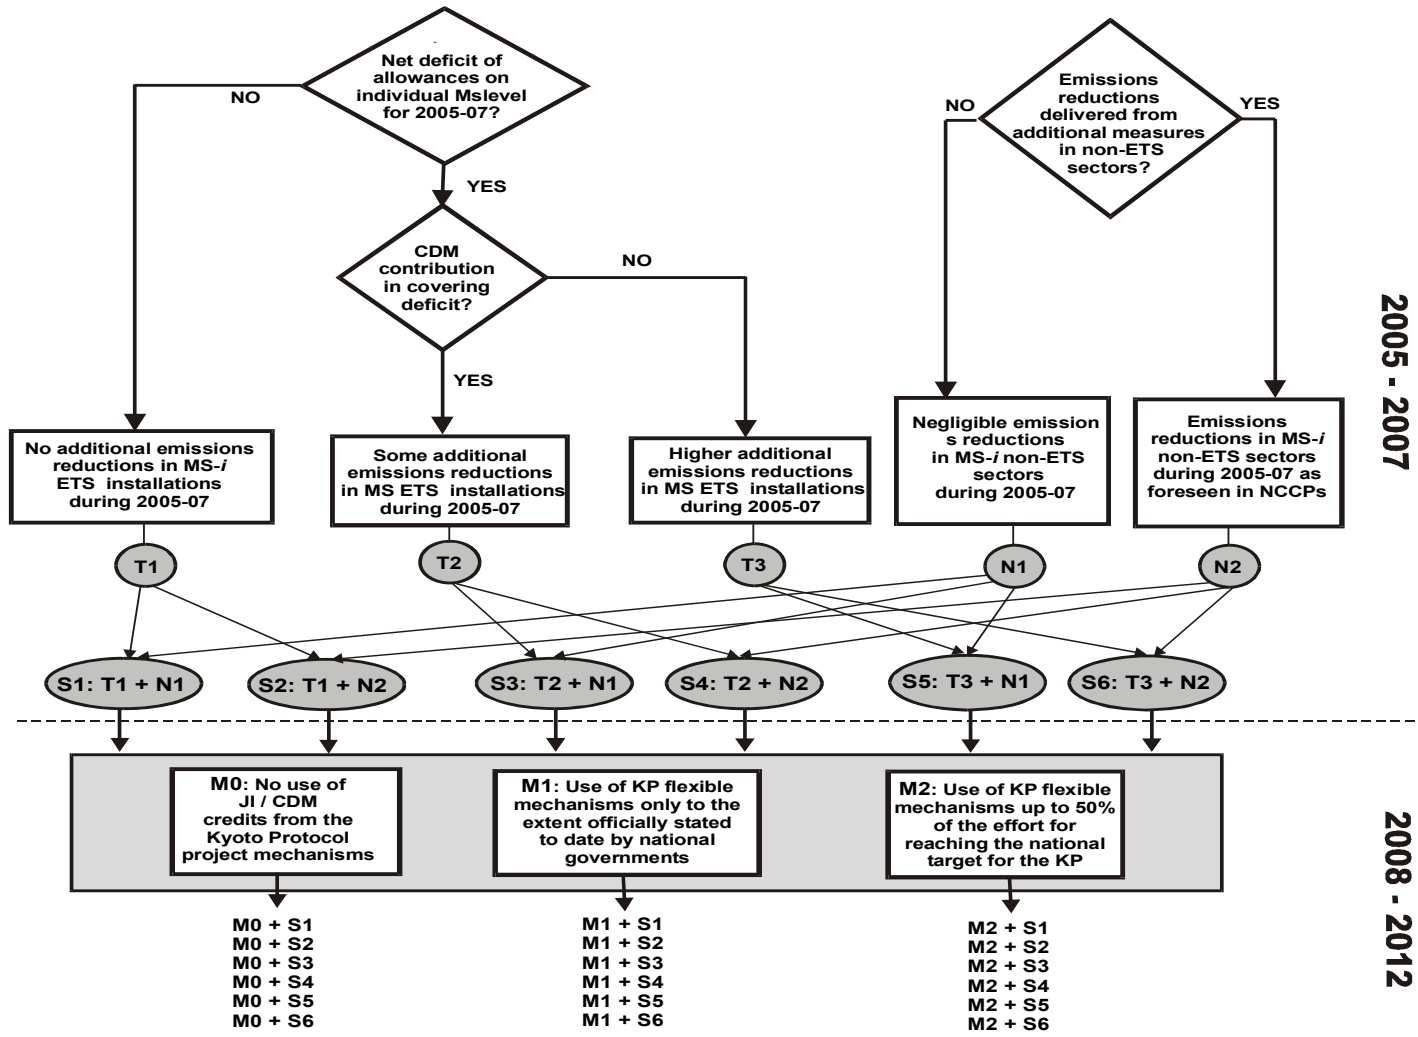 Net deficit of
allowances on
individual Mslevel
for 2005-07?
NO
YES
CDM
contribution
in covering
deficit?
NO
YES
Emissions
reductions
delivered from
additional measures
in non-ETS
sectors?
NO
YES
2005 - 2007
No additional emissions
reductions in MS-i
ETS installations
during 2005-07
Some additional
emissions reductions
in MS ETS installations
during 2005-07
Higher additional
emissions reductions
in MS ETS installations
during 2005-07
Negligible emission
s reductions
in MS-i non-ETS
sectors
during 2005-07
Emissions
reductions in MS-i
non-ETS sectors
during 2005-07 as
foreseen in NCCPs
T1
T2
T3
N1
N2
S1: T1 + N1
S2: T1 + N2
S3: T2 + N1
S4: T2 + N2
S5: T3 + N1
S6: T3 + N2
M0: No use of
JI / CDM
credits from the
Kyoto Protocol
project mechanisms
M1: Use of KP flexible
mechanisms only to the
extent officially stated
to date by national
governments
M2: Use of KP flexible
mechanisms up to 50%
of the effort for
reaching the national
target for the KP
2008 - 2012
M0 + S1
M0 + S2
M0 + S3
M0 + S4
M0 + S5
M0 + S6
M1 + S1
M1 + S2
M1 + S3
M1 + S4
M1 + S5
M1 + S6
M2 + S1
M2 + S2
M2 + S3
M2 + S4
M2 + S5
M2 + S6